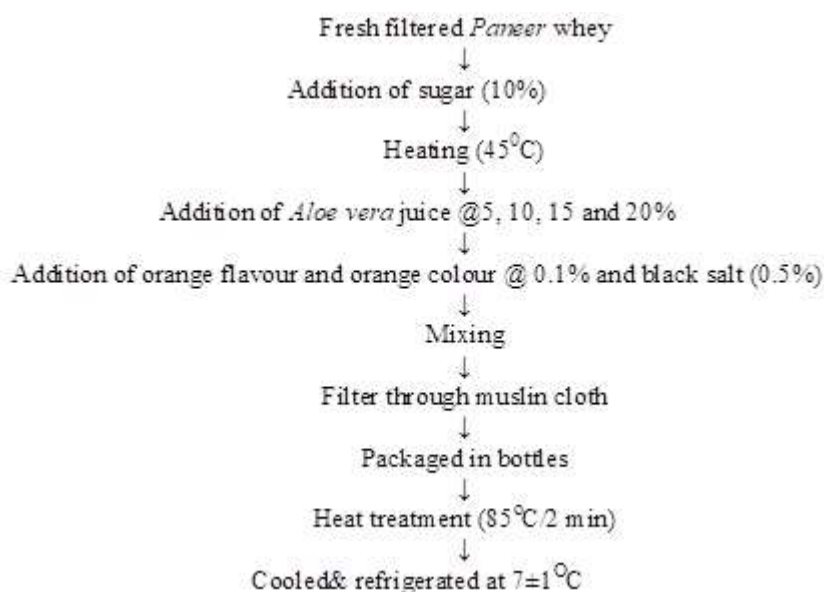 Fresh filtered Paneer whey
↓
Addition of sugar (10%)
↓
Heating (45⁰C)
↓
Addition of Aloe vera juice @5, 10, 15 and 20%
↓
Addition of orange flavour and orange colour @ 0.1% and black salt (0.5%)
↓
Mixing
↓
Filter through muslin cloth
↓
Packaged in bottles
↓
Heat treatment (85⁰C/2 min)
↓
Cooled& refrigerated at 7±1⁰C